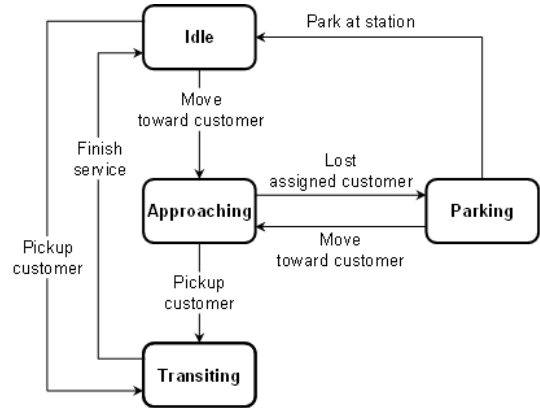 Park at station
Idle
Move
toward customer
Finish
service
Lost
assigned customer
Approaching
Parking
Move
toward customer
Pickup
customer
Pickup
customer
Transiting